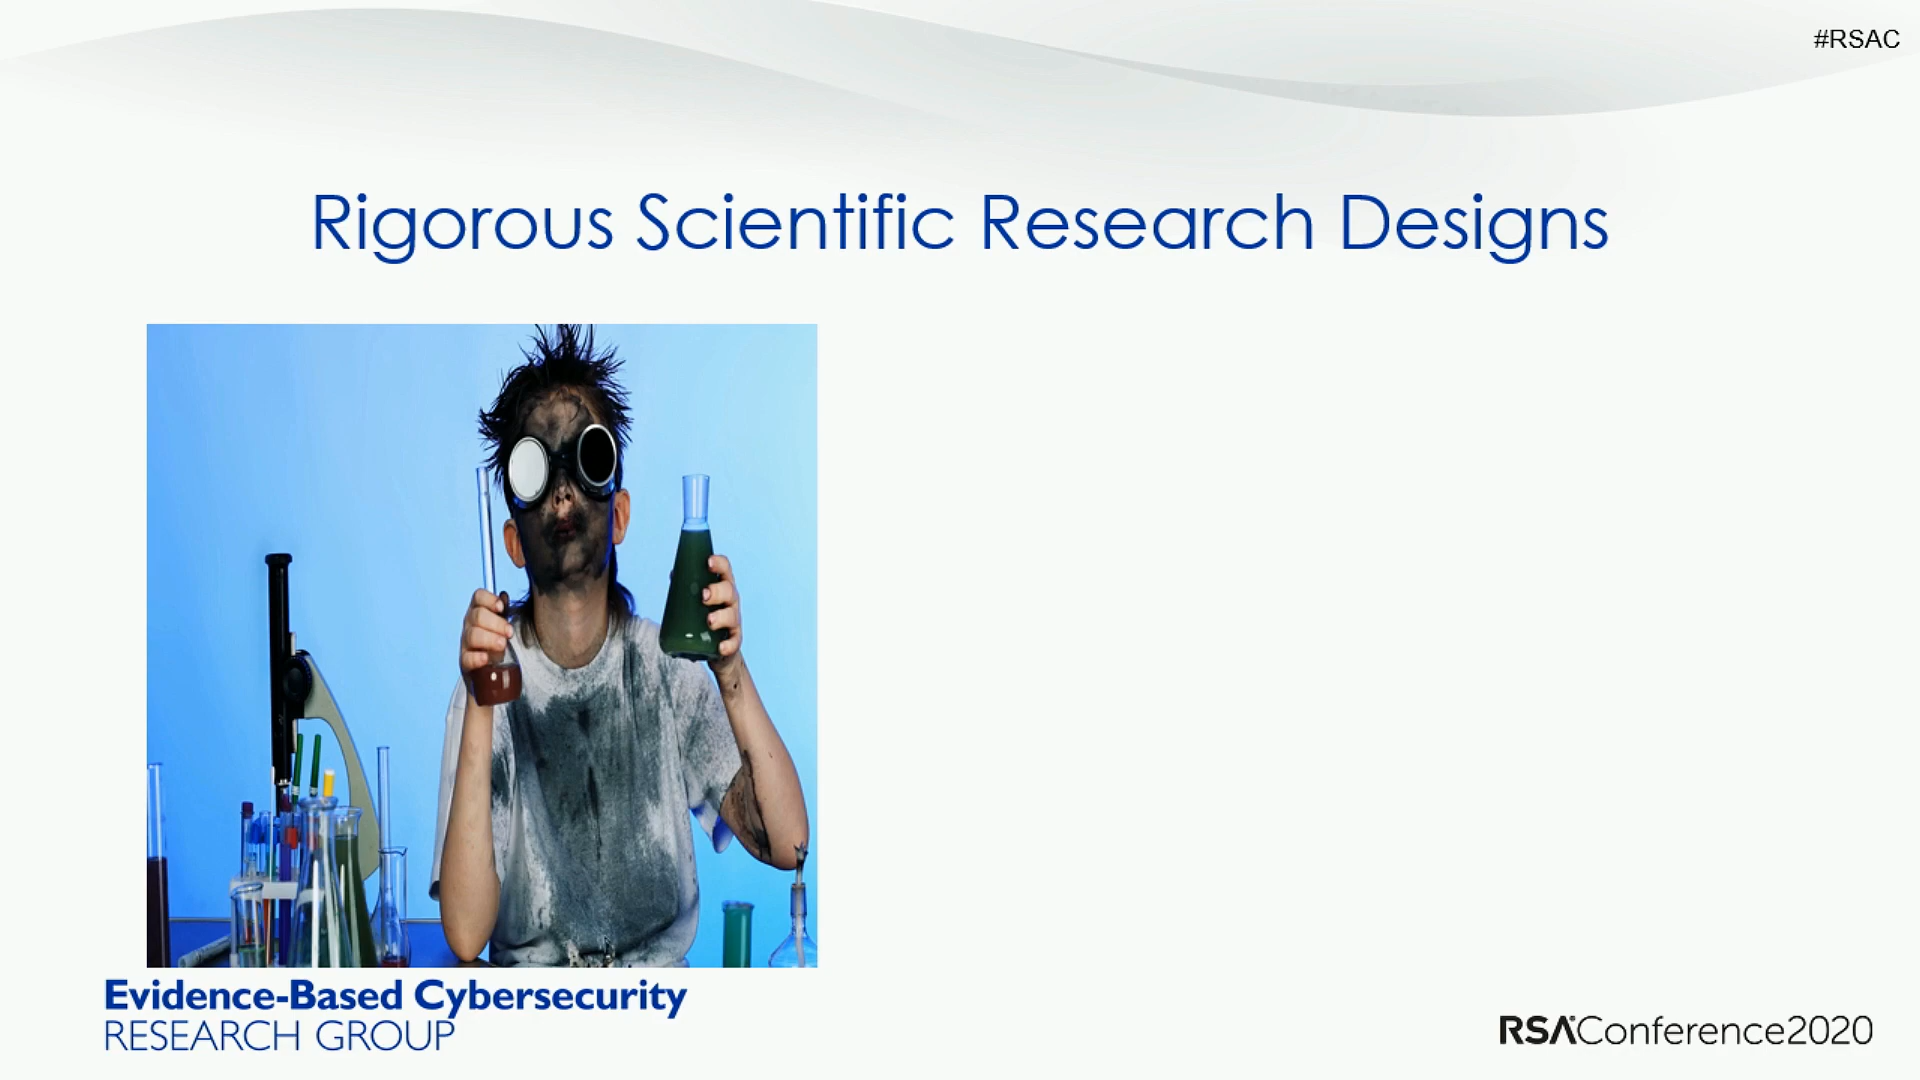 #RSAC
Rigorous Scientific Research Designs
Evidence-Based Cybersecurity
RESEARCH GROUP
RSAConference2020